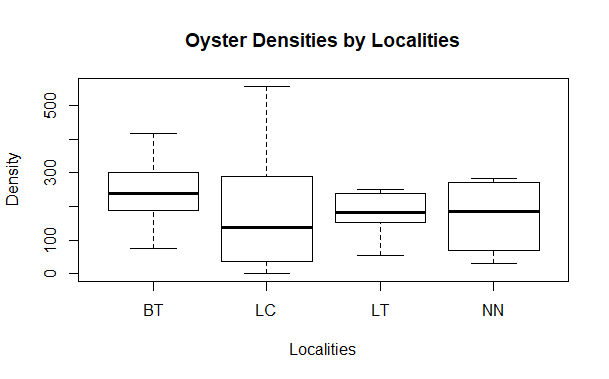 Oyster Densities by Localities
Density
500
300
100
0
BT LC LT NN
Localities